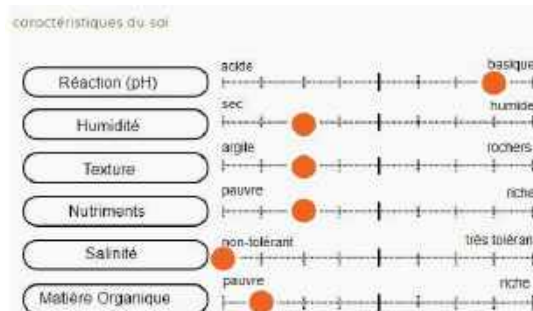 caractéristiques du sol
acide basique
Réaction (pH)
sec humide
Humidité
argile rochers
Texture
pauvre riche
Nutriments
non-tolérant très toléran
Salinité
pauvre riche
Matière Organique